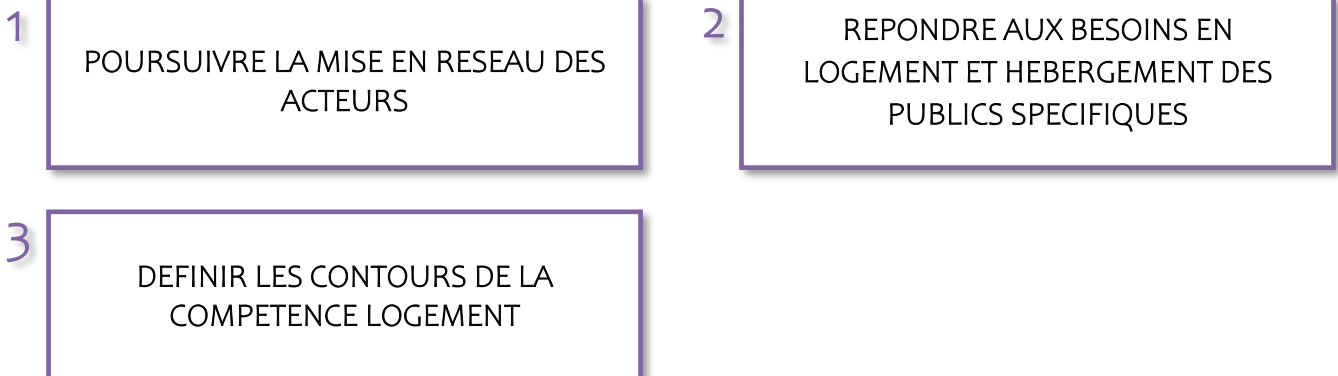 1
POURSUIVRE LA MISE EN RESEAU DES
ACTEURS
2
REPONDRE AUX BESOINS EN
LOGEMENT ET HEBERGEMENT DES
PUBLICS SPECIFIQUES
3
DEFINIR LES CONTOURS DE LA
COMPETENCE LOGEMENT